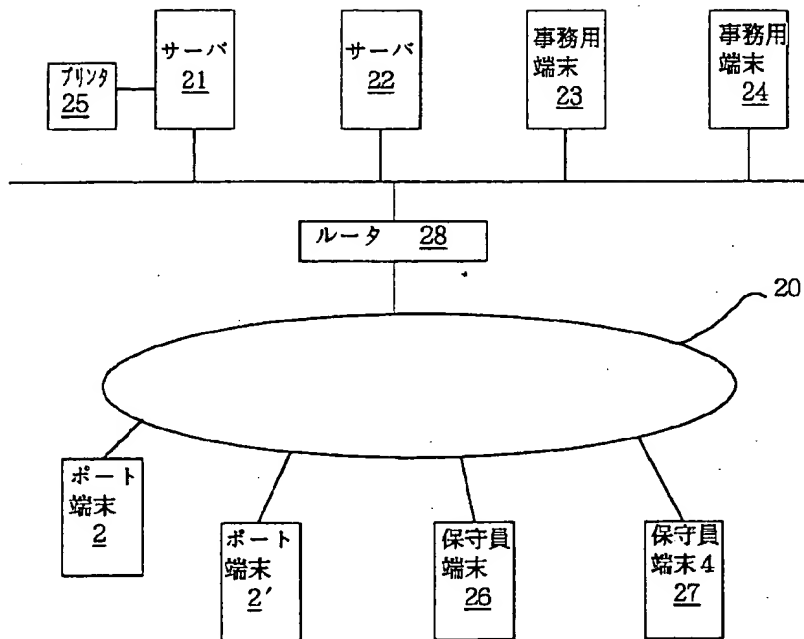 プリンタ
25
サーバ
21
サーバ
22
事務用
端末
23
事務用
端末
24
ルータ 28
20
ポート
端末
2
ポート
端末
2′
保守員
端末
26
保守員
端末4
27